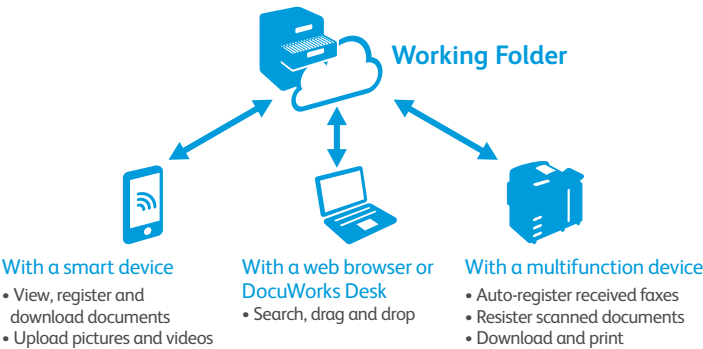 Working Folder
With a smart device
• View, register and
download documents
• Upload pictures and videos
With a web browser or
DocuWorks Desk
• Search, drag and drop
With a multifunction device
• Auto-register received faxes
• Resister scanned documents
• Download and print